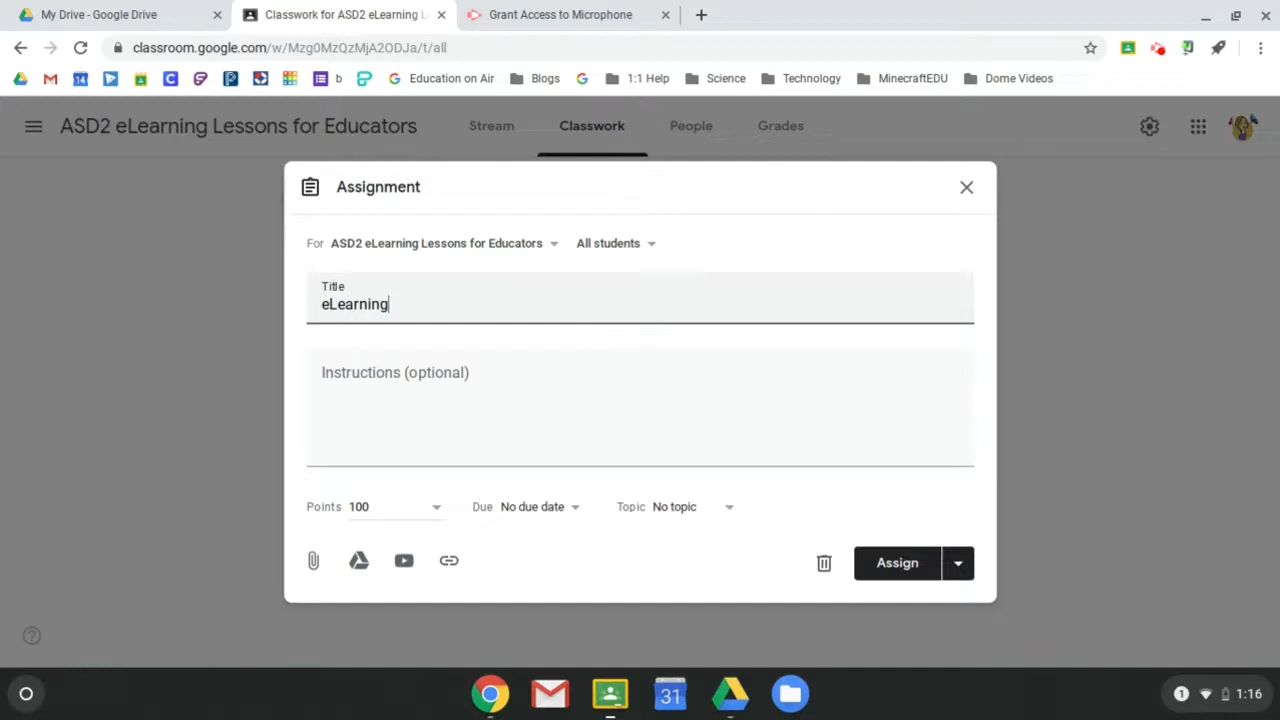 My Drive - Google Drive
Classwork for ASD2 eLearning L
Grant Access to Microphone
classroom.google.com/w/Mzg0MzQzMjA2ODJa/t/all
b
Education on Air
Blogs
1:1 Help
Science
Technology
MinecraftEDU
Dome Videos
ASD2 eLearning Lessons for Educators
Stream
Classwork
People
Grades
Assignment
For ASD2 eLearning Lessons for Educators All students
Title
eLearning
Instructions (optional)
Points 100 Due No due date Topic No topic
Assign
31
1 1:16